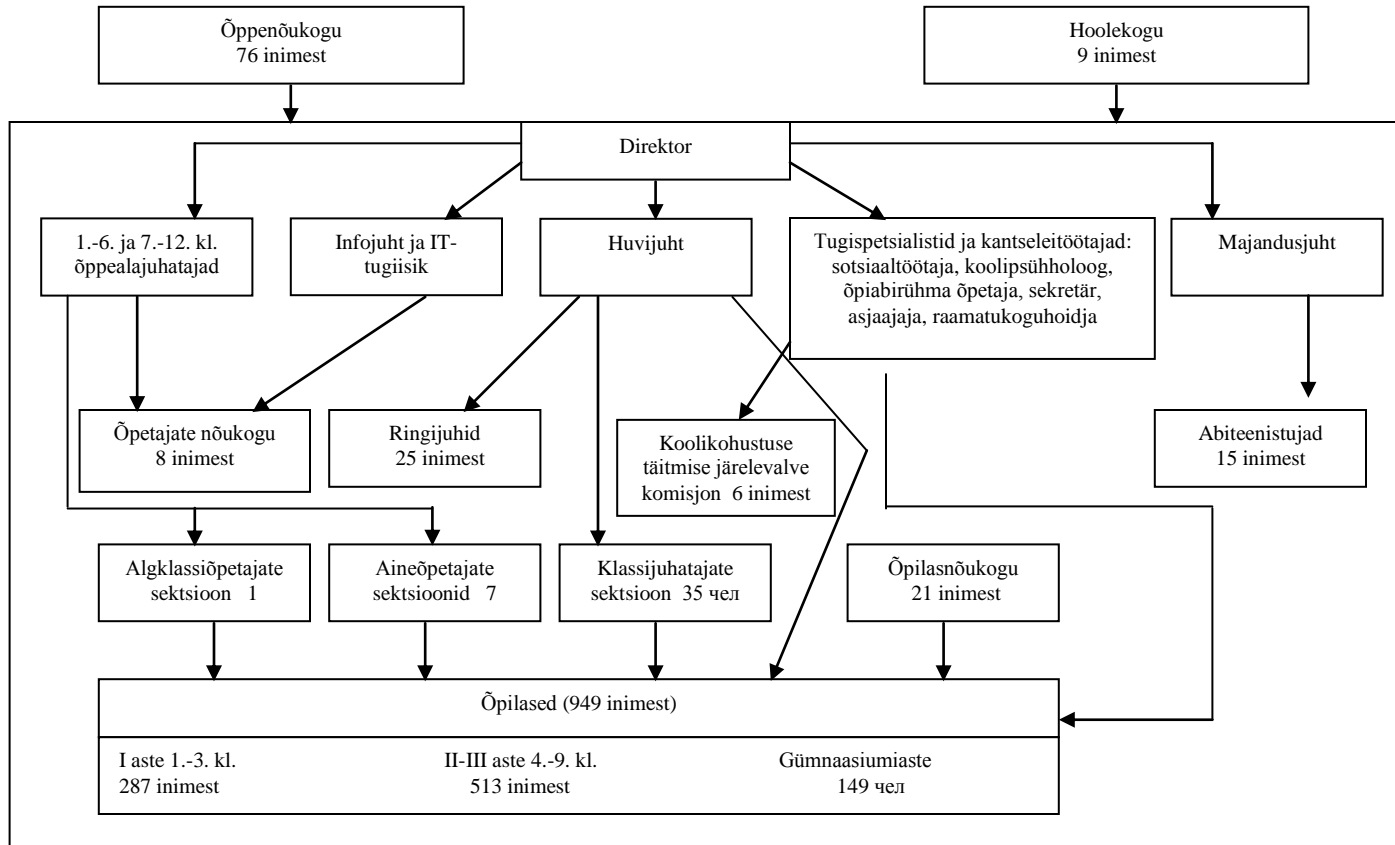 Õppenõukogu
76 inimest
Hoolekogu
9 inimest
Direktor
1.-6. ja 7.-12. kl.
õppealajuhatajad
Infojuht ja IT-
tugiisik
Huvijuht
Tugispetsialistid ja kantseleitöötajad:
sotsiaaltöötaja, koolipsühholoog,
õpiabirühma õpetaja, sekretär,
asjaajaja, raamatukoguhoidja
Majandusjuht
Õpetajate nõukogu
8 inimest
Ringijuhid
25 inimest
Koolikohustuse
täitmise järelevalve
komisjon 6 inimest
Abiteenistujad
15 inimest
Algklassiõpetajate
sektsioon 1
Aineõpetajate
sektsioonid 7
Klassijuhatajate
sektsioon 35 чел
Õpilasnõukogu
21 inimest
Õpilased (949 inimest)
I aste 1.-3. kl.
287 inimest
II-III aste 4.-9. kl.
513 inimest
Gümnaasiumiaste
149 чел